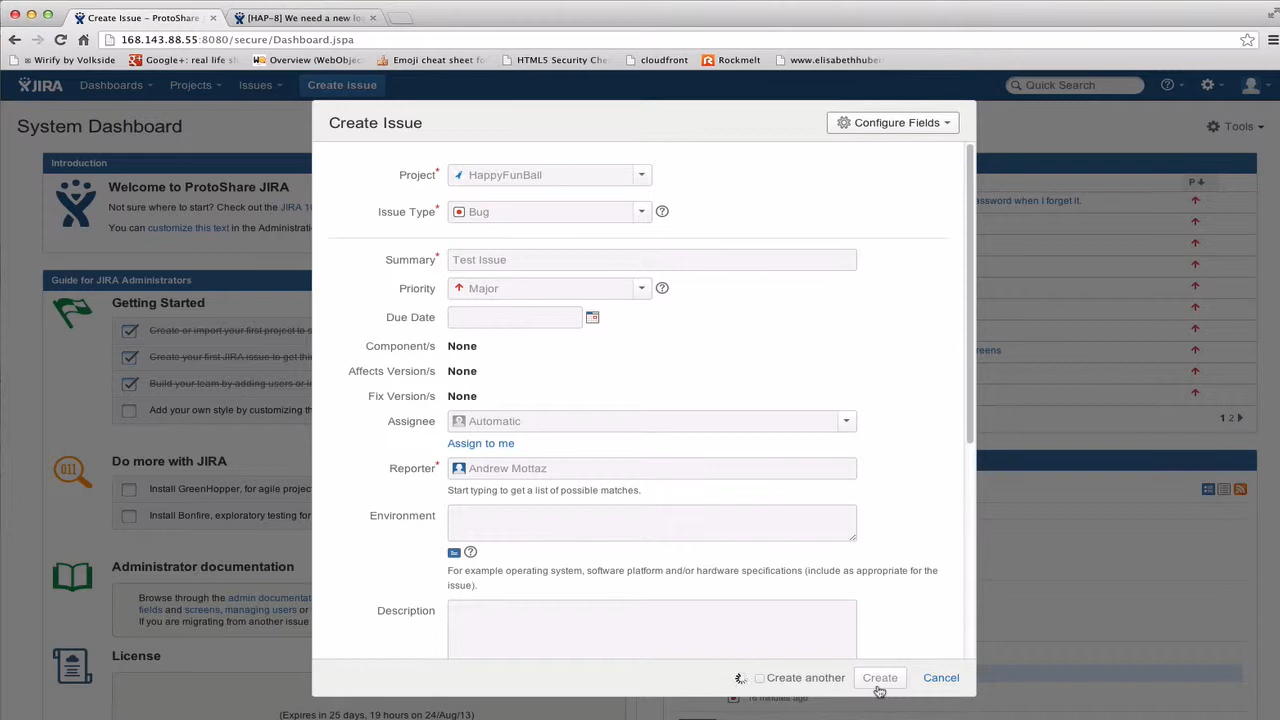 Create Issue – ProtoShare
[HAP-8] We need a new lo
168.143.88.55:8080/secure/Dashboard.jspa
Wirify by Volkside
Google+: real life sh
Overview (WebObjec
Emoji cheat sheet fo
HTML5 Security Che
cloudfront
Rockmelt
www.elisabethhuber
JIRA
Dashboards
Projects
Issues
Create issue
Quick Search
System Dashboard
Tools
Create Issue
Configure Fields
Introduction
Welcome to ProtoShare JIRA
Not sure where to start? Check out the JIRA 10
You can customize this text in the Administra
P
assword when I forget it.
Project*
HappyFunBall
Issue Type*
Bug
Summary*
Test Issue
Priority
Major
Due Date
Component/s
None
Affects Version/s
None
Fix Version/s
None
Assignee
Automatic
Assign to me
Reporter*
Andrew Mottaz
Start typing to get a list of possible matches.
Environment
For example operating system, software platform and/or hardware specifications (include as appropriate for the
issue).
Description
Create another
Create
Cancel
Guide for JIRA Administrators
Getting Started
Create or import your first project to s
Create your first JIRA issue to get thi
Build your team by adding users or in
Add your own style by customizing th
Do more with JIRA
011
Install GreenHopper, for agile projec
Install Bonfire, exploratory testing for
Administrator documentation
Browse through the admin documentat
fields and screens, managing users or
If you are migrating from another issue
License
(Expires in 25 days, 19 hours on 24/Aug/13)
reens
1 2
16 minutes ago